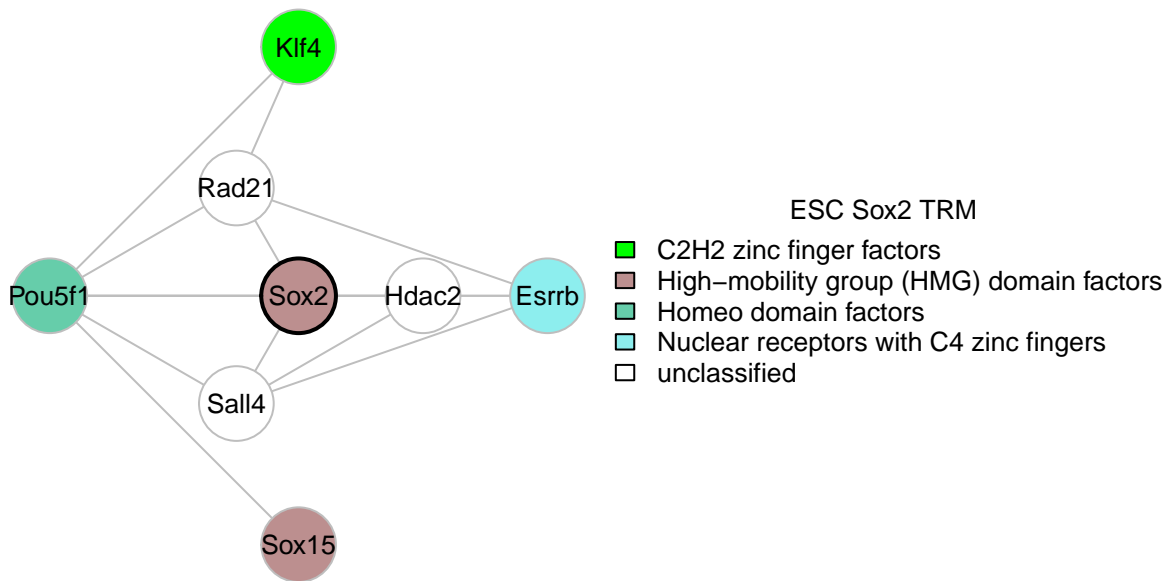 Klf4
Rad21
Pou5f1
Sox2
Hdac2
Esrrb
Sall4
Sox15
ESC Sox2 TRM
C2H2 zinc finger factors
High−mobility group (HMG) domain factors
Homeo domain factors
Nuclear receptors with C4 zinc fingers
unclassified